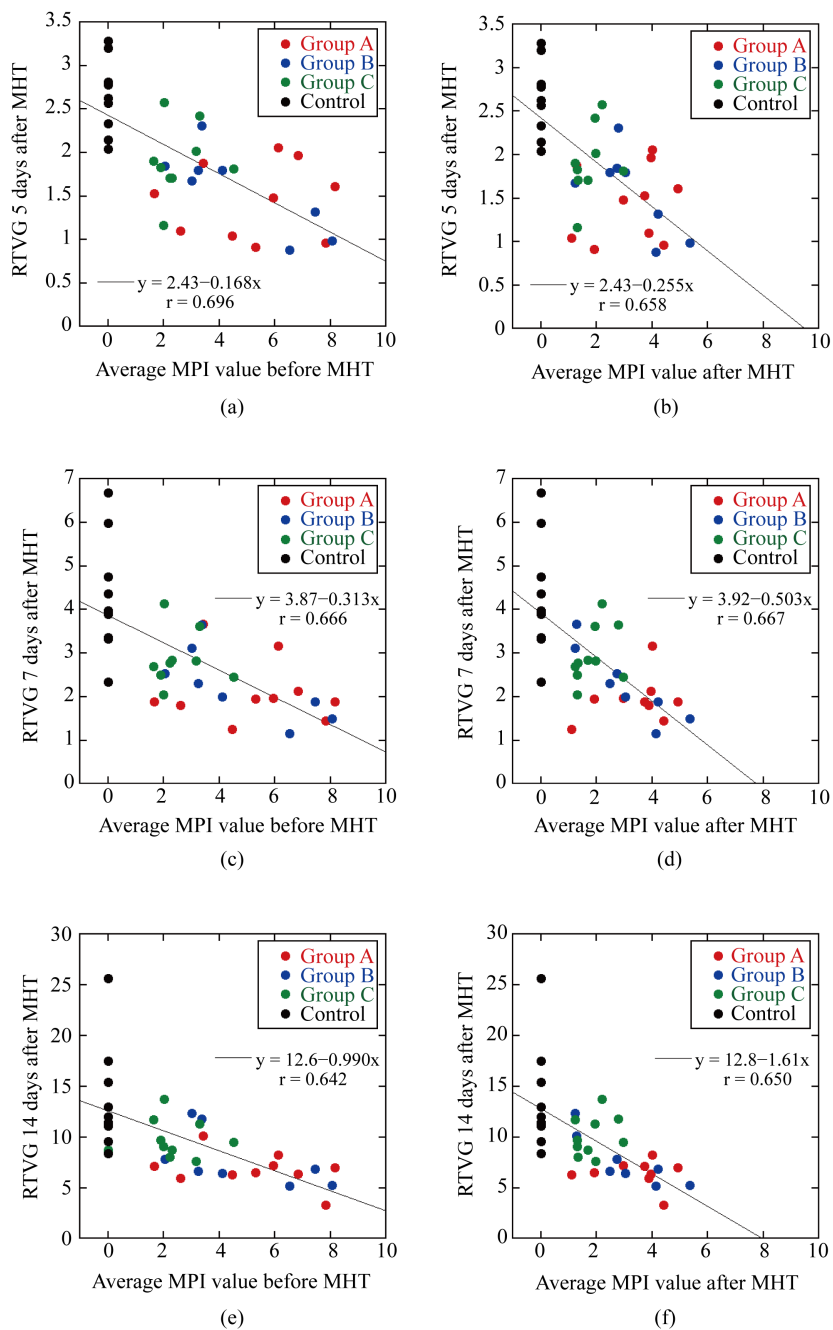 3.5
3
2.5
2
1.5
1
0.5
0
RTVG 5 days after MHT
Group A
Group B
Group C
Control
y = 2.43−0.168x
r = 0.696
0 2 4 6 8 10
Average MPI value before MHT
(a)
3.5
3
2.5
2
1.5
1
0.5
0
RTVG 5 days after MHT
Group A
Group B
Group C
Control
y = 2.43−0.255x
r = 0.658
0 2 4 6 8 10
Average MPI value after MHT
(b)
7
6
5
4
3
2
1
0
RTVG 7 days after MHT
Group A
Group B
Group C
Control
y = 3.87−0.313x
r = 0.666
0 2 4 6 8 10
Average MPI value before MHT
(c)
7
6
5
4
3
2
1
0
RTVG 7 days after MHT
Group A
Group B
Group C
Control
y = 3.92−0.503x
r = 0.667
0 2 4 6 8 10
Average MPI value after MHT
(d)
30
25
20
15
10
5
0
RTVG 14 days after MHT
Group A
Group B
Group C
Control
y = 12.6−0.990x
r = 0.642
0 2 4 6 8 10
Average MPI value before MHT
(e)
30
25
20
15
10
5
0
RTVG 14 days after MHT
Group A
Group B
Group C
Control
y = 12.8−1.61x
r = 0.650
0 2 4 6 8 10
Average MPI value after MHT
(f)